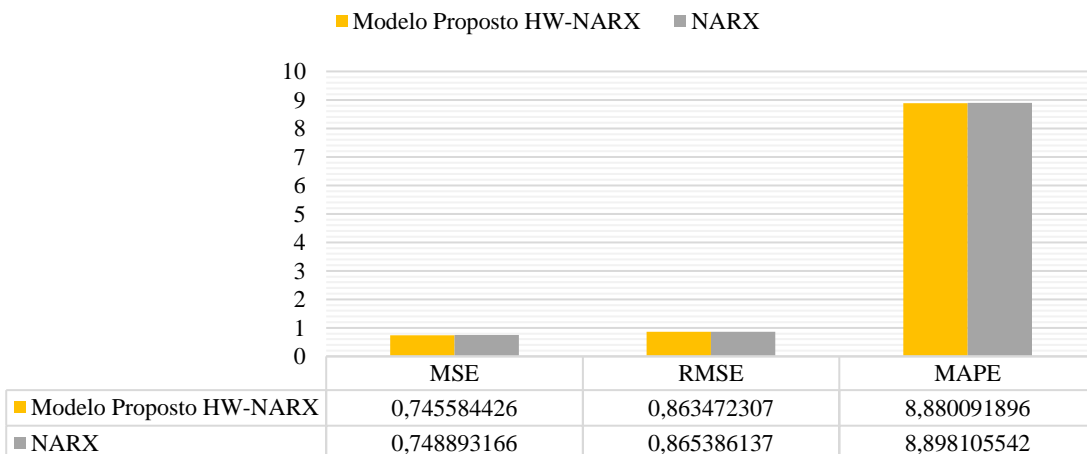 Modelo Proposto HW-NARX NARX
10
9
8
7
6
5
4
3
2
1
0
MSE RMSE MAPE
Modelo Proposto HW-NARX 0,745584426 0,863472307 8,880091896
NARX 0,748893166 0,865386137 8,898105542